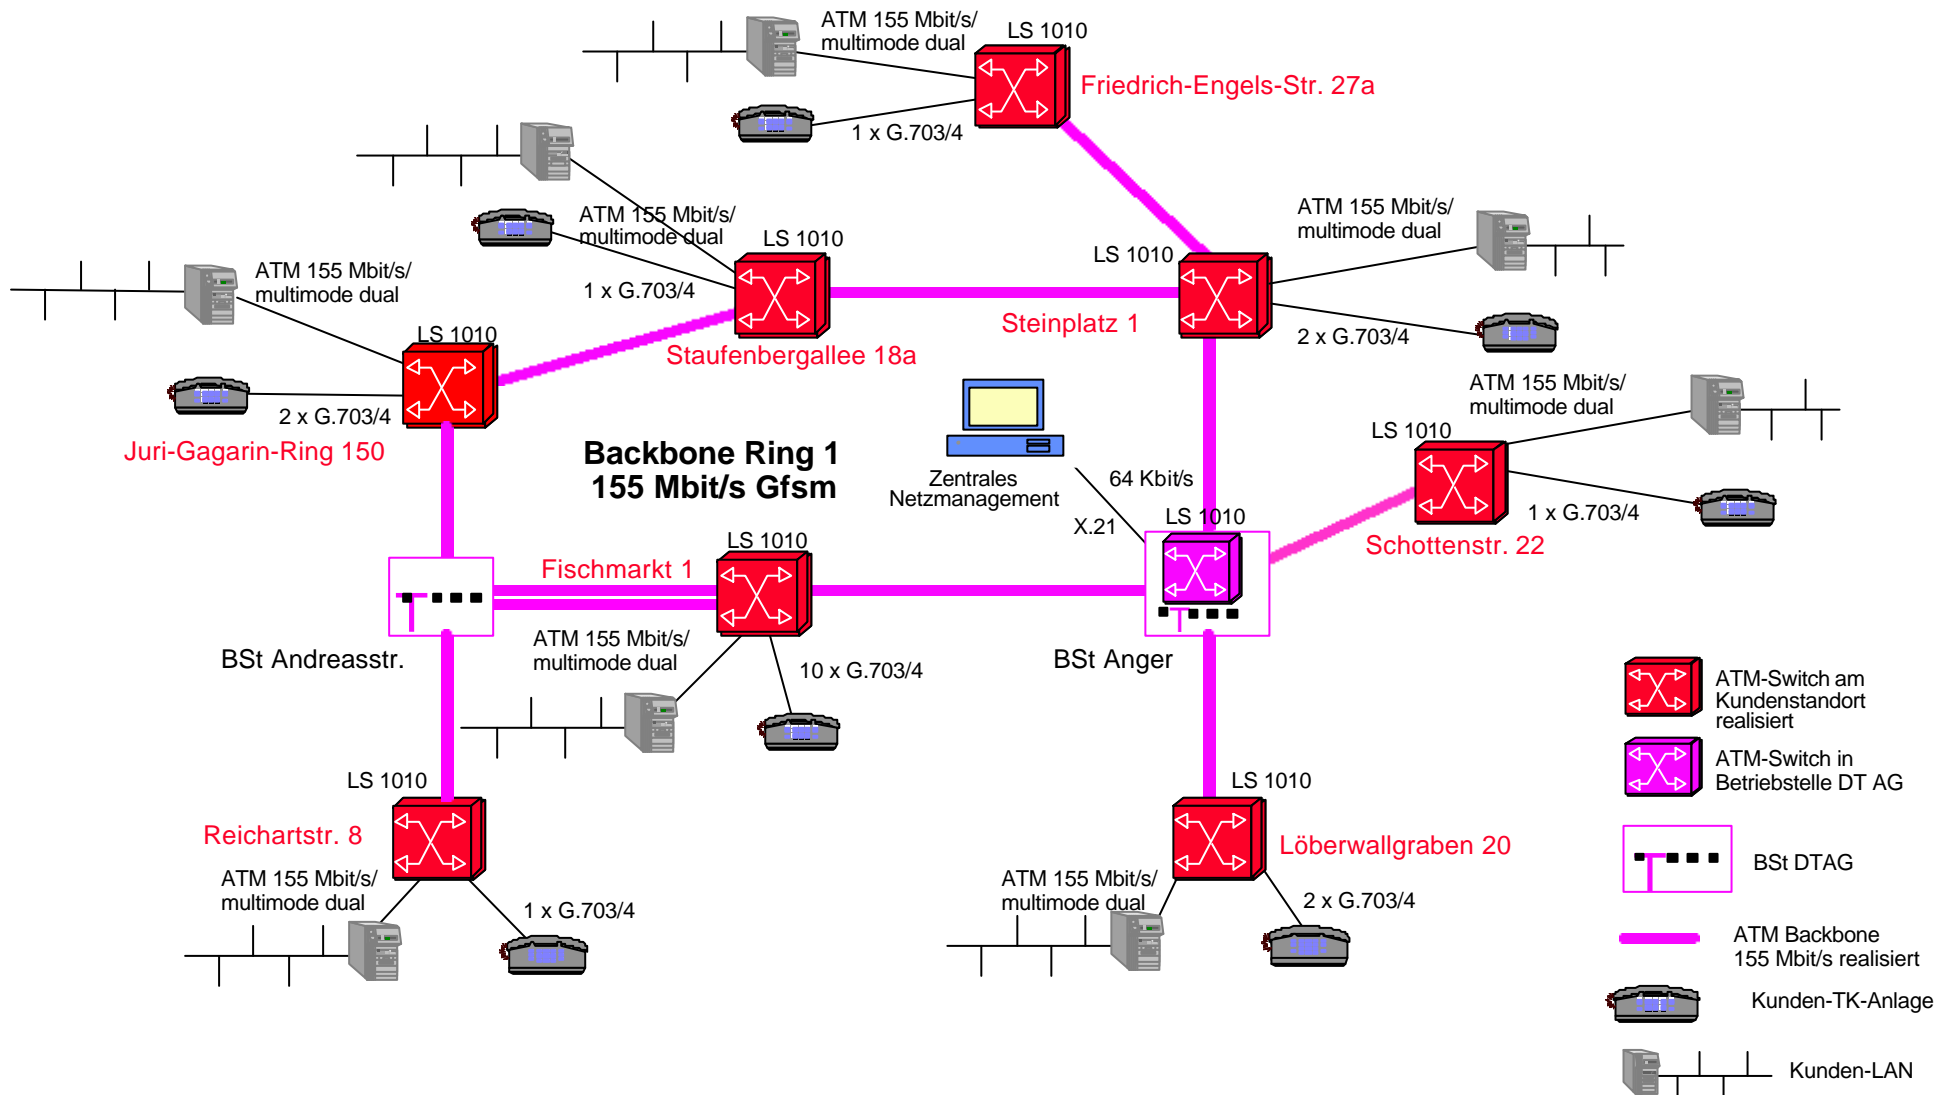 ATM 155 Mbit/s/
multimode dual
LS 1010
Friedrich-Engels-Str. 27a
1 x G.703/4
ATM 155 Mbit/s/
multimode dual
LS 1010
1 x G.703/4
Staufenbergallee 18a
ATM 155 Mbit/s/
multimode dual
LS 1010
2 x G.703/4
Steinplatz 1
ATM 155 Mbit/s/
multimode dual
LS 1010
2 x G.703/4
Juri-Gagarin-Ring 150
Backbone Ring 1
155 Mbit/s Gfsm
Zentrales
Netzmanagement
64 Kbit/s
X.21
LS 1010
ATM 155 Mbit/s/
multimode dual
LS 1010
1 x G.703/4
Schottenstr. 22
Fischmarkt 1
LS 1010
ATM 155 Mbit/s/
multimode dual
10 x G.703/4
BSt Andreasstr.
BSt Anger
LS 1010
Reichartstr. 8
ATM 155 Mbit/s/
multimode dual
1 x G.703/4
LS 1010
Löberwallgraben 20
ATM 155 Mbit/s/
multimode dual
2 x G.703/4
ATM-Switch am
Kundenstandort
realisiert
ATM-Switch in
Betriebstelle DT AG
BSt DTAG
ATM Backbone
155 Mbit/s realisiert
Kunden-TK-Anlage
Kunden-LAN